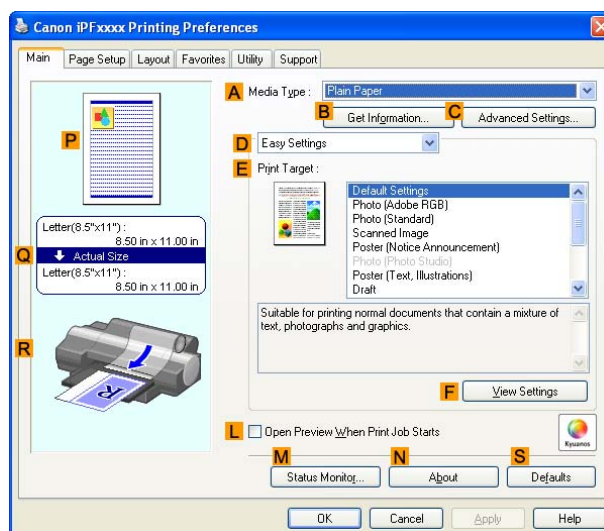 Canon iPFxxxx Printing Preferences
Main Page Setup Layout Favorites Utility Support
A Media Type : Plain Paper
B Get Information... C Advanced Settings...
D Easy Settings
E Print Target :
Default Settings
Photo (Adobe RGB)
Photo (Standard)
Scanned Image
Poster (Notice Announcement)
Photo (Photo Studio)
Poster (Text, Illustrations)
Draft
Suitable for printing normal documents that contain a mixture of
text, photographs and graphics.
F View Settings
P
Q
Letter(8.5"x11") :
8.50 in x 11.00 in
Actual Size
Letter(8.5"x11") :
8.50 in x 11.00 in
R
R
L Open Preview When Print Job Starts
Kyuanos
M Status Monitor... N About S Defaults
OK Cancel Apply Help